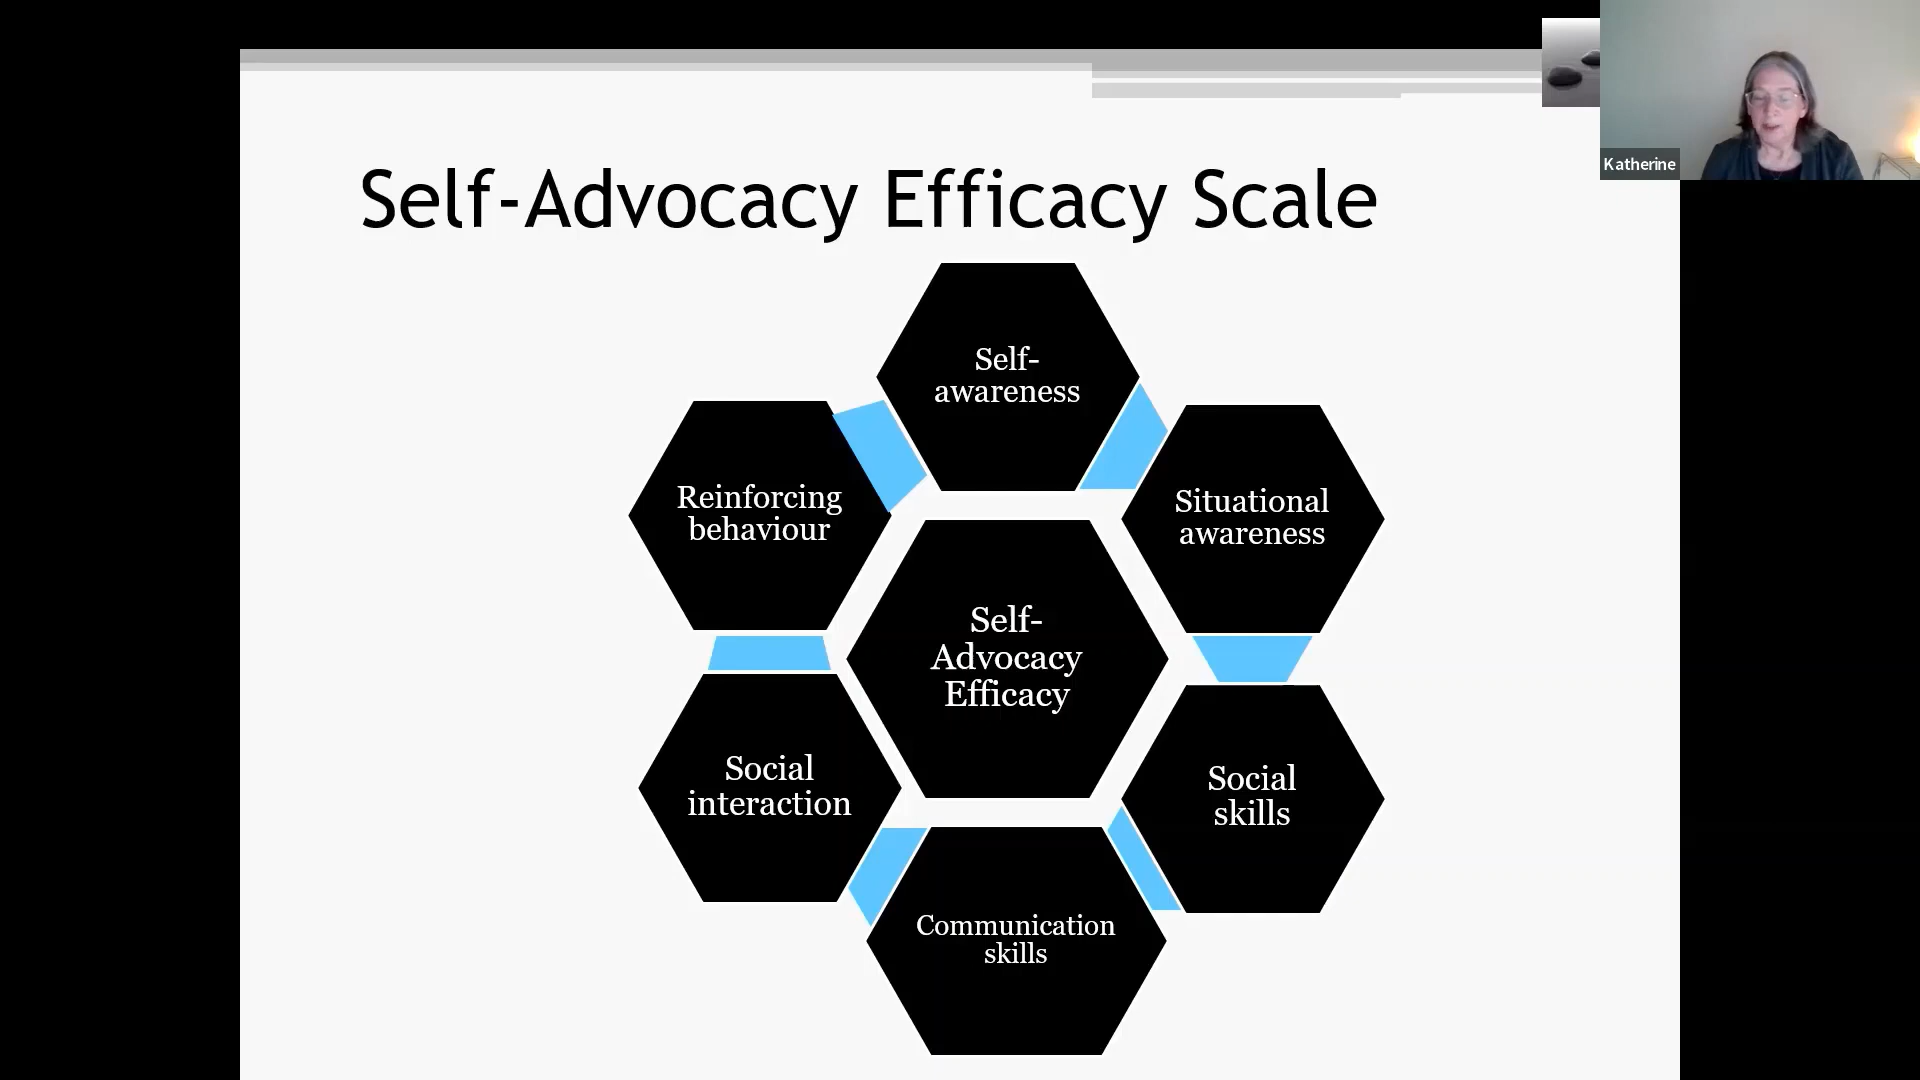 Katherine
Self-Advocacy Efficacy Scale
Self-
awareness
Situational
awareness
Social
skills
Communication
skills
Social
interaction
Reinforcing
behaviour
Self-
Advocacy
Efficacy